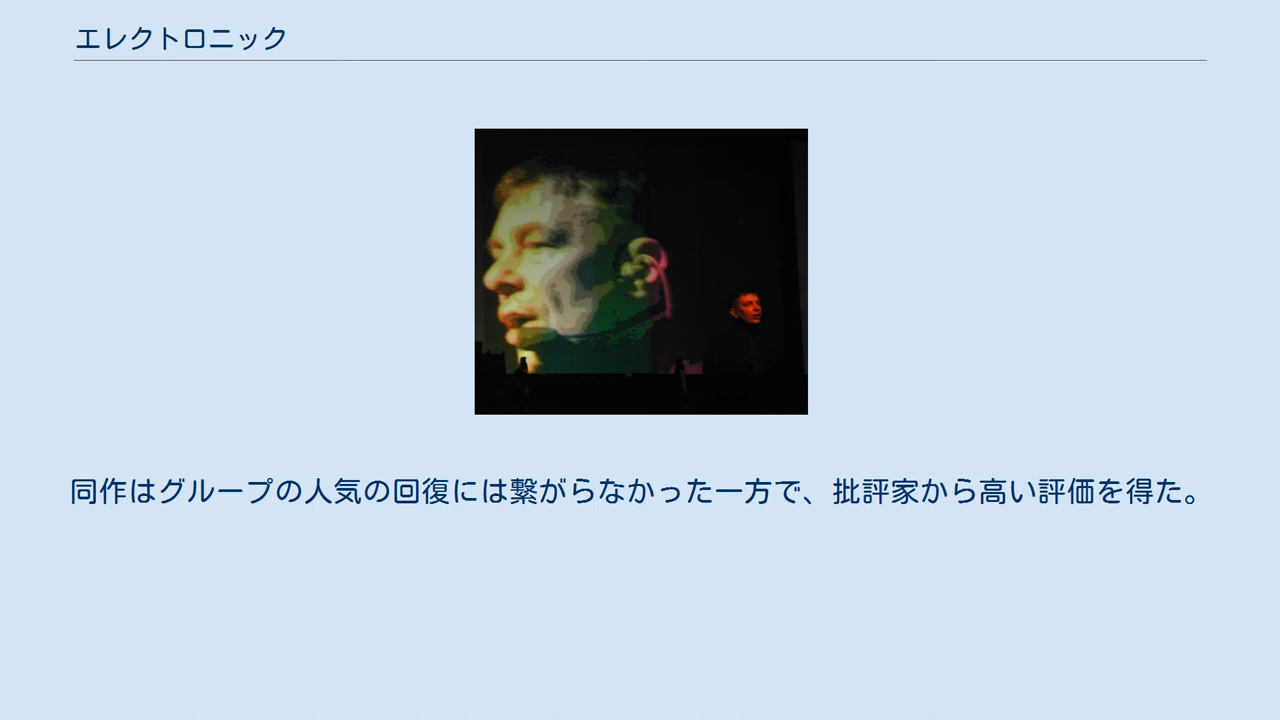 エレクトロニック
同作はグループの人気の回復には繋がらなかった一方で、批評家から高い評価を得た。